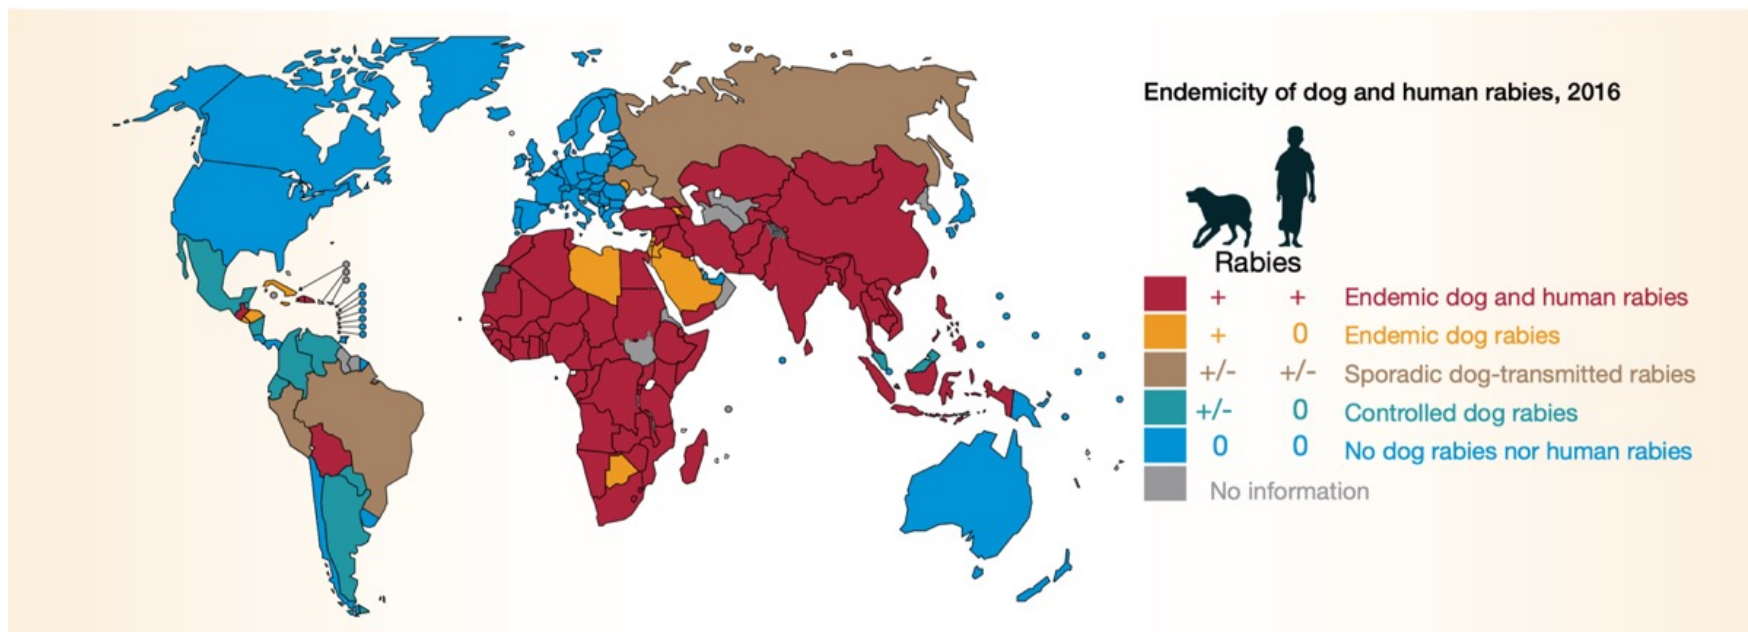 Endemicity of dog and human rabies, 2016
Rabies
+ + Endemic dog and human rabies
+ 0 Endemic dog rabies
+/- +/- Sporadic dog-transmitted rabies
+/- 0 Controlled dog rabies
0 0 No dog rabies nor human rabies
No information